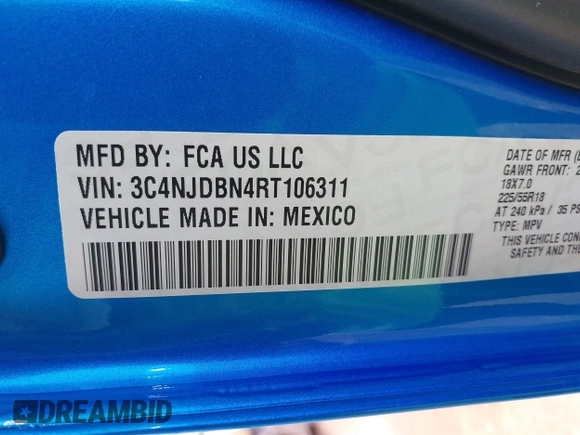 MFD BY: FCA US LLC
VIN: 3C4NJDBN4RT106311
VEHICLE MADE IN: MEXICO
DATE OF MFR
GAWR FRONT: 2
18X7.0
225/55R18
AT 240 kPa / 35 PS
TYPE: MPV
THIS VEHICLE CON
SAFETY AND THE
DREAMBID